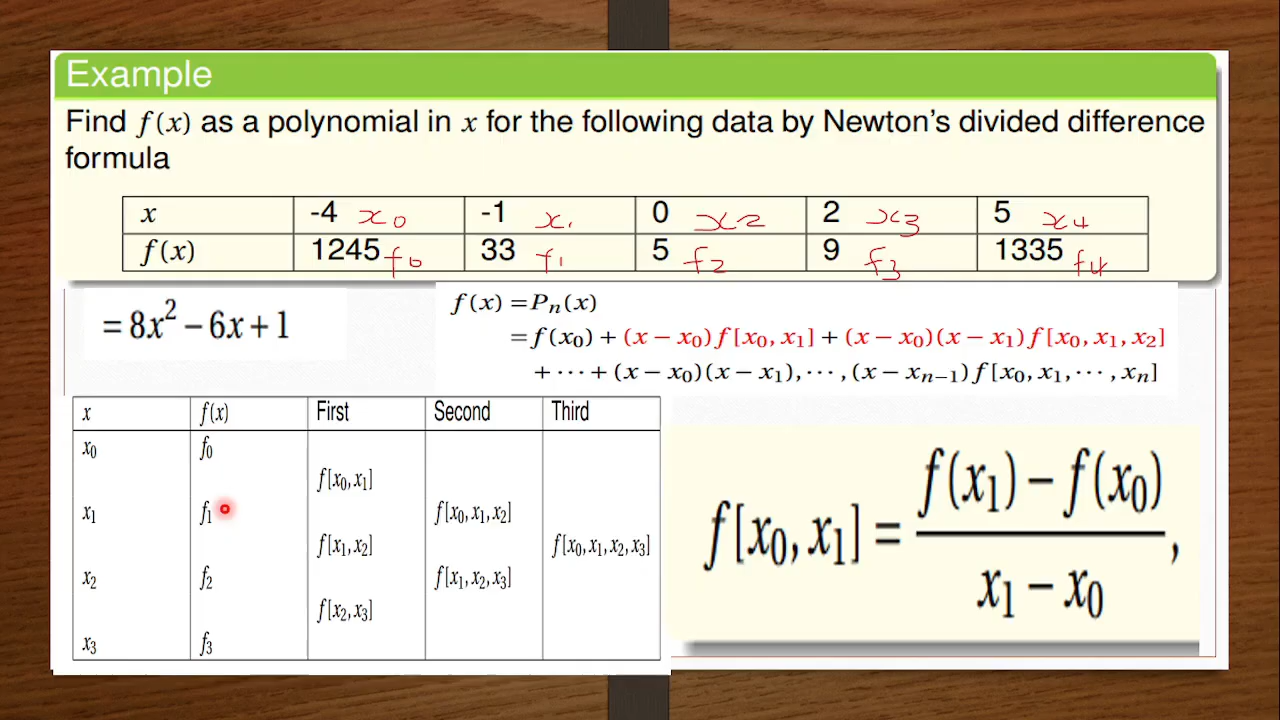 Example
Find f(x) as a polynomial in x for the following data by Newton's divided difference
formula
x -4 x₀ -1 x₁ 0 x2 2 x₃ 5 x₄
f(x) 1245 f₀ 33 f₁ 5 f₂ 9 f₃ 1335 f₄
= 8x² − 6x + 1
f(x) = Pₙ(x)
= f(x₀) + (x − x₀) f[x₀, x₁] + (x − x₀)(x − x₁) f[x₀, x₁, x₂]
+ ⋯ + (x − x₀)(x − x₁), ⋯ , (x − xₙ₋₁) f[x₀, x₁, ⋯ , xₙ]
x f(x) First Second Third
x₀ f₀
f[x₀, x₁]
x₁ f₁ f[x₀, x₁, x₂]
f[x₁, x₂] f[x₀, x₁, x₂, x₃]
x₂ f₂ f[x₁, x₂, x₃]
f[x₂, x₃]
x₃ f₃
f[x₀, x₁] = f(x₁) − f(x₀) / x₁ − x₀ ,